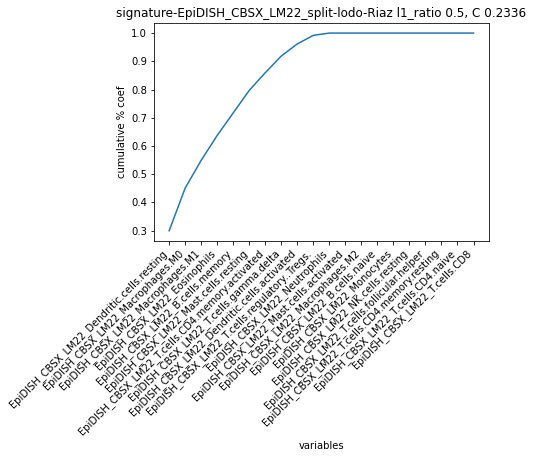 signature-EpiDISH_CBSX_LM22_split-lodo-Riaz l1_ratio 0.5, C 0.2336
cumulative % coef
1.0
0.9
0.8
0.7
0.6
0.5
0.4
0.3
EpiDISH_CBSX_LM22_Dendritic.cells.resting
EpiDISH_CBSX_LM22_Macrophages.M0
EpiDISH_CBSX_LM22_Macrophages.M1
EpiDISH_CBSX_LM22_Eosinophils
EpiDISH_CBSX_LM22_B.cells.memory
EpiDISH_CBSX_LM22_Mast.cells.resting
EpiDISH_CBSX_LM22_T.cells.CD4.memory.activated
EpiDISH_CBSX_LM22_T.cells.gamma.delta
EpiDISH_CBSX_LM22_Dendritic.cells.activated
EpiDISH_CBSX_LM22_T.cells.regulatory..Tregs.
EpiDISH_CBSX_LM22_Neutrophils
EpiDISH_CBSX_LM22_Mast.cells.activated
EpiDISH_CBSX_LM22_Macrophages.M2
EpiDISH_CBSX_LM22_B.cells.naive
EpiDISH_CBSX_LM22_Monocytes
EpiDISH_CBSX_LM22_NK.cells.resting
EpiDISH_CBSX_LM22_T.cells.follicular.helper
EpiDISH_CBSX_LM22_T.cells.CD4.memory.resting
EpiDISH_CBSX_LM22_T.cells.CD4.naive
EpiDISH_CBSX_LM22_T.cells.CD8
variables